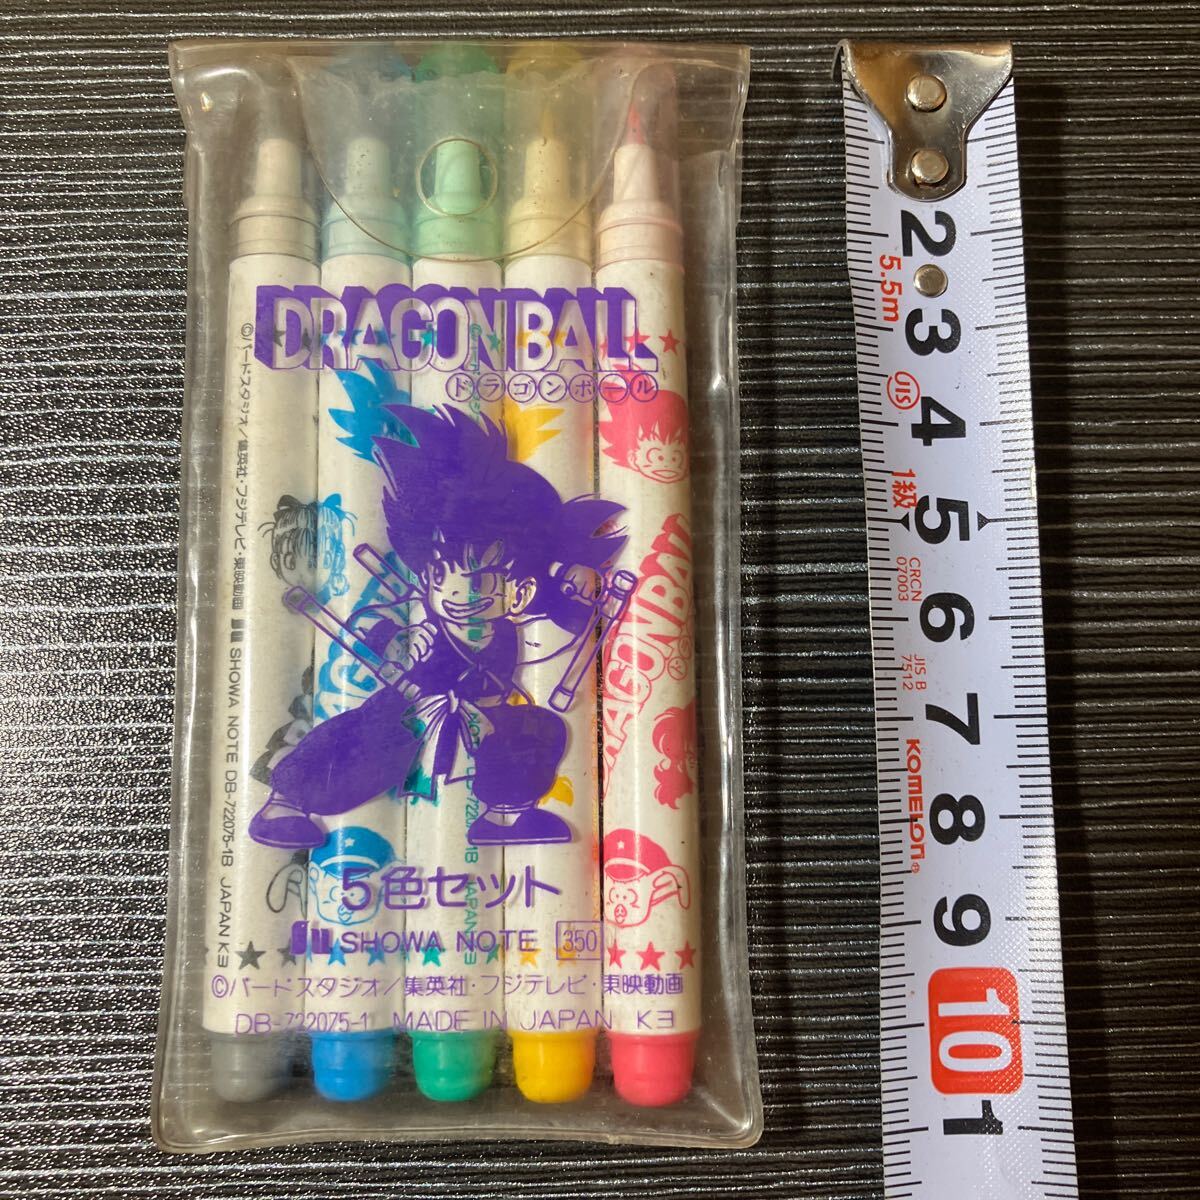 DRAGON BALL
ドラゴンボール
5色セット
SHOWA NOTE 350
©バードスタジオ/集英社・フジテレビ・東映動画
DB-722075-1 MADE IN JAPAN K3
©バードスタジオ/集英社・フジテレビ・東映動画 SHOWA NOTE DB-722075-1B JAPAN K3
DRAGONBALL
2 3 4 5 6 7 8 9 10 1
5.5m
JIS
1級
CRCN
07003
JIS B
7512
KOMELON®